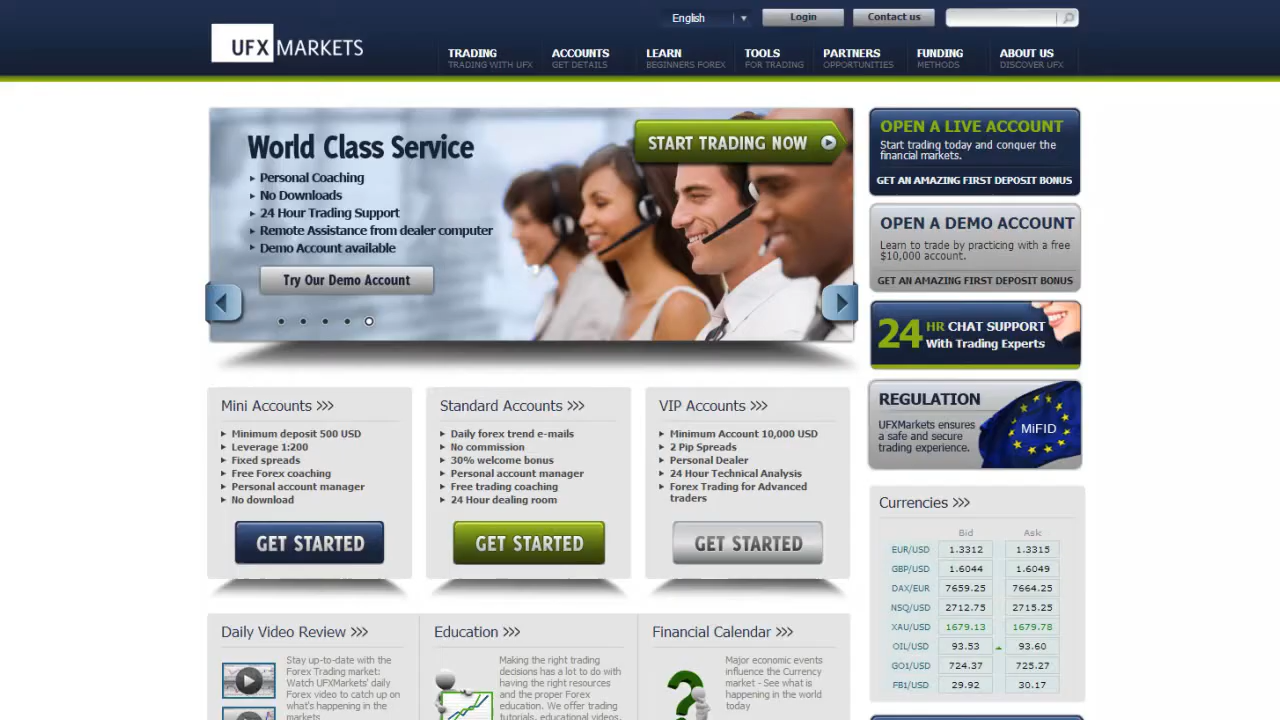 English
Login
Contact us
UFXMARKETS
TRADING
TRADING WITH UFX
ACCOUNTS
GET DETAILS
LEARN
BEGINNERS FOREX
TOOLS
FOR TRADING
PARTNERS
OPPORTUNITIES
FUNDING
METHODS
ABOUT US
DISCOVER UFX
World Class Service
Personal Coaching
No Downloads
24 Hour Trading Support
Remote Assistance from dealer computer
Demo Account available
Try Our Demo Account
START TRADING NOW
OPEN A LIVE ACCOUNT
Start trading today and conquer the
financial markets.
GET AN AMAZING FIRST DEPOSIT BONUS
OPEN A DEMO ACCOUNT
Learn to trade by practicing with a free
$10,000 account.
GET AN AMAZING FIRST DEPOSIT BONUS
24 HR CHAT SUPPORT
With Trading Experts
REGULATION
UFXMarkets ensures
a safe and secure
trading experience.
MiFID
Mini Accounts >>>
Minimum deposit 500 USD
Leverage 1:200
Fixed spreads
Free Forex coaching
Personal account manager
No download
GET STARTED
Standard Accounts >>>
Daily forex trend e-mails
No commission
30% welcome bonus
Personal account manager
Free trading coaching
24 Hour dealing room
GET STARTED
VIP Accounts >>>
Minimum Account 10,000 USD
2 Pip Spreads
Personal Dealer
24 Hour Technical Analysis
Forex Trading for Advanced
traders
GET STARTED
Currencies >>>
Bid Ask
EUR/USD 1.3312 1.3315
GBP/USD 1.6044 1.6049
DAX/EUR 7659.25 7664.25
NSQ/USD 2712.75 2715.25
XAU/USD 1679.13 1679.78
OIL/USD 93.53 93.60
GO1/USD 724.37 725.27
FB1/USD 29.92 30.17
Daily Video Review >>>
Stay up-to-date with the
Forex Trading market:
Watch UFXMarkets' daily
Forex video to catch up on
what's happening in the
markets
Education >>>
Making the right trading
decisions has a lot to do with
having the right resources
and the proper Forex
education. We offer trading
tutorials, educational videos,
Financial Calendar >>>
Major economic events
influence the Currency
market - See what is
happening in the world
today